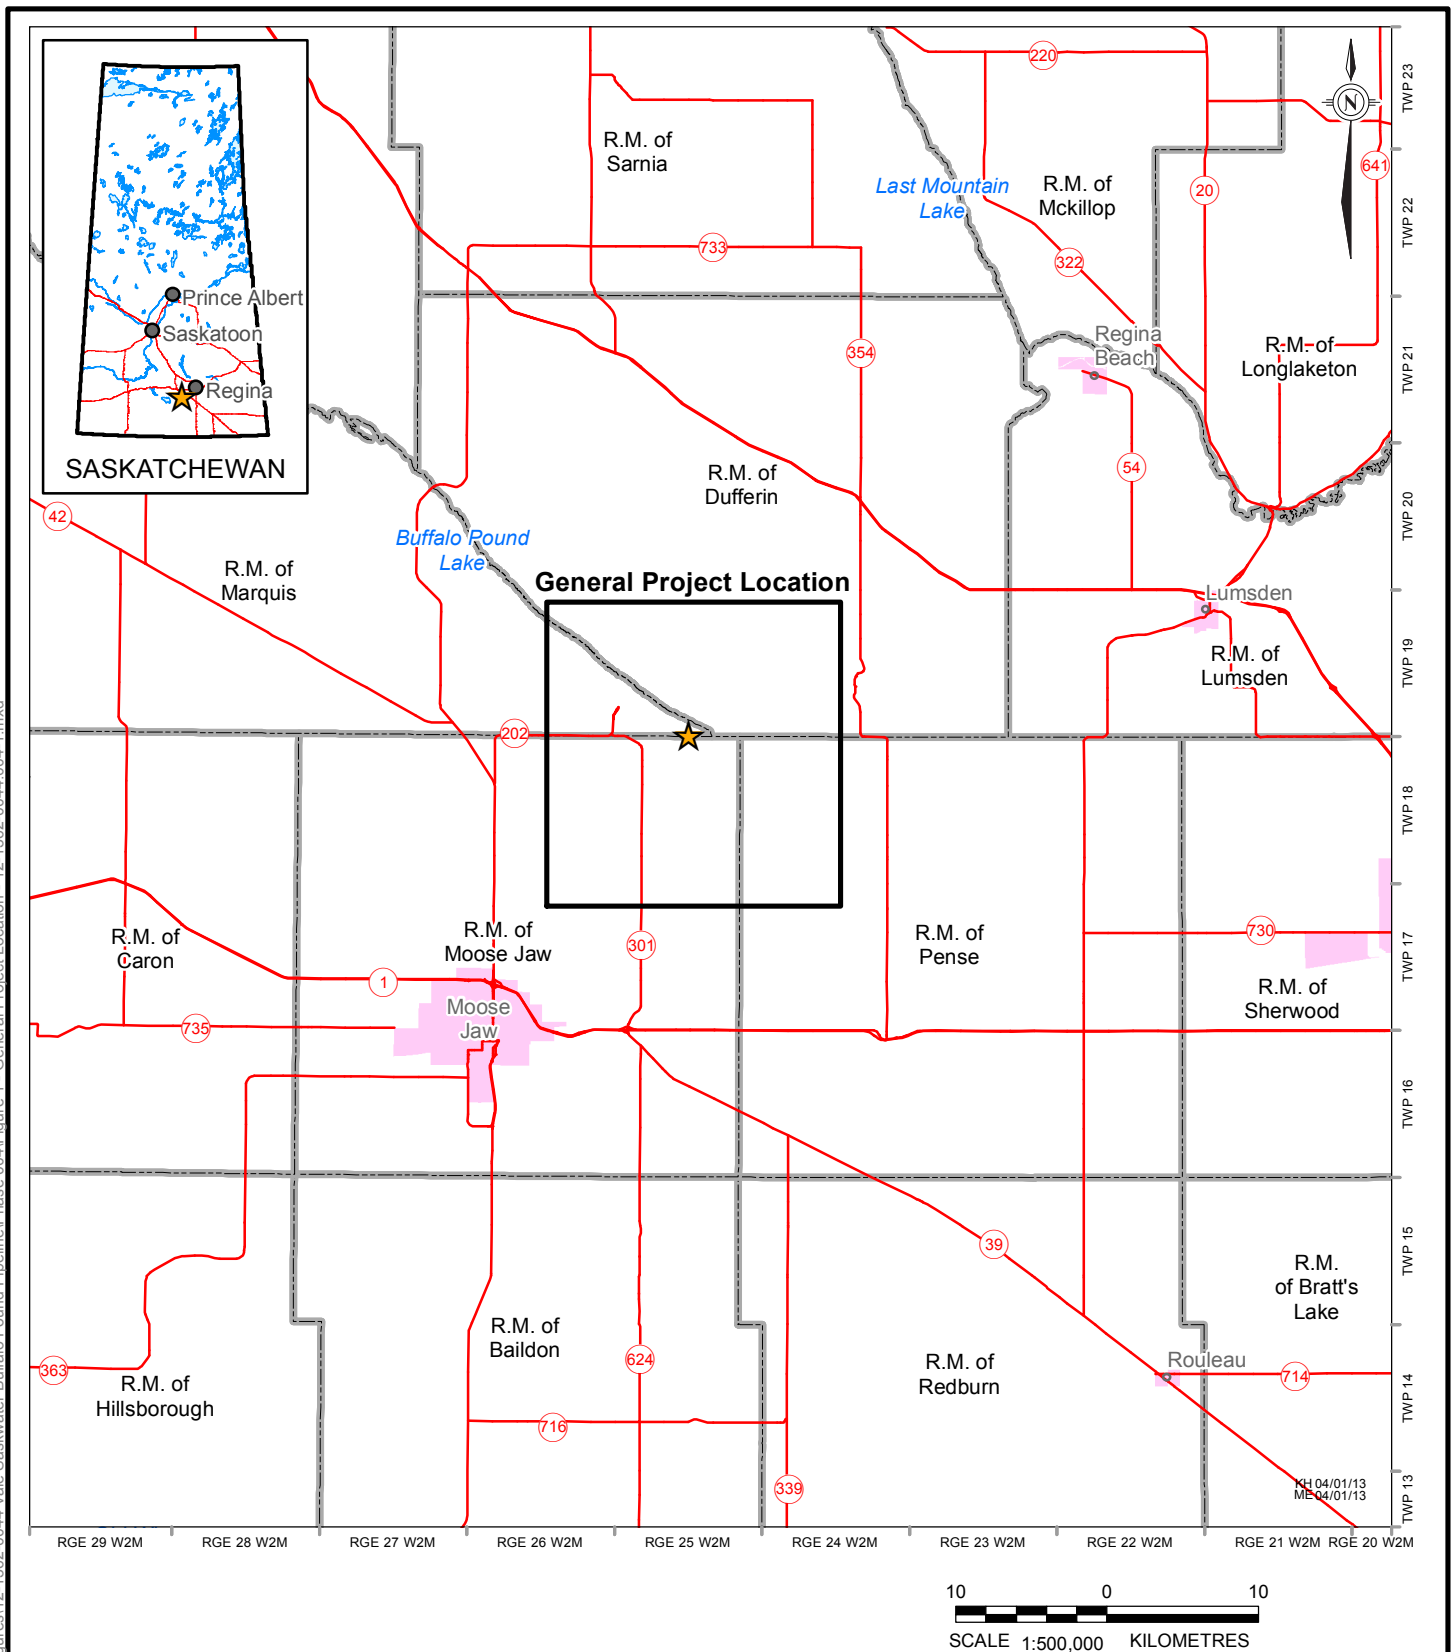 220
TWP 23
N
R.M. of
Sarnia
641
Last Mountain
Lake
R.M. of
Mckillop
20
TWP 22
733
322
Prince Albert
Saskatoon
Regina
SASKATCHEWAN
354
Regina
Beach
R.M. of
Longlaketon
TWP 21
R.M. of
Dufferin
54
42
TWP 20
Buffalo Pound
Lake
R.M. of
Marquis
General Project Location
Lumsden
R.M. of
Lumsden
TWP 19
202
TWP 18
R.M. of
Caron
R.M. of
Moose Jaw
301
R.M. of
Pense
730
TWP 17
1
R.M. of
Sherwood
Moose
Jaw
735
TWP 16
39
TWP 15
R.M.
of Bratt's
Lake
R.M. of
Baildon
624
363
R.M. of
Hillsborough
R.M. of
Redburn
Rouleau
714
TWP 14
716
339
KH 04/01/13
ME 04/01/13
TWP 13
RGE 29 W2M RGE 28 W2M RGE 27 W2M RGE 26 W2M RGE 25 W2M RGE 24 W2M RGE 23 W2M RGE 22 W2M RGE 21 W2M RGE 20 W2M
10 0 10
SCALE 1:500,000 KILOMETRES